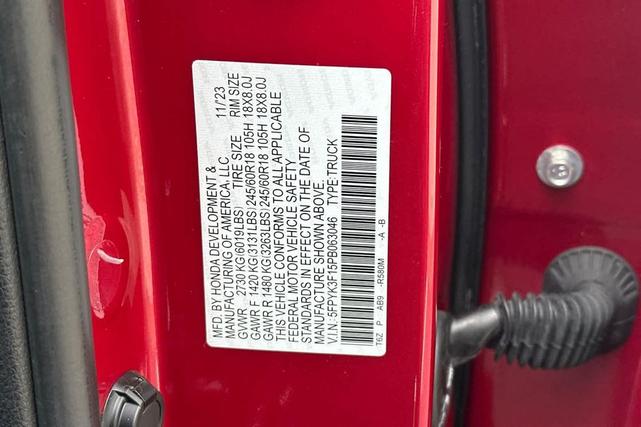 MFD. BY HONDA DEVELOPMENT & 11/23
MANUFACTURING OF AMERICA, LLC
GVWR 2730 KG(6019LBS) TIRE SIZE RIM SIZE
GAWR F 1420 KG(3131LBS) 245/60R18 105H 18X8.0J
GAWR R 1480 KG(3263LBS) 245/60R18 105H 18X8.0J
THIS VEHICLE CONFORMS TO ALL APPLICABLE
FEDERAL MOTOR VEHICLE SAFETY
STANDARDS IN EFFECT ON THE DATE OF
MANUFACTURE SHOWN ABOVE.
V.I.N.: 5FPYK3F15PB063046 TYPE:TRUCK
T6Z P AB9 -R580M -A -B